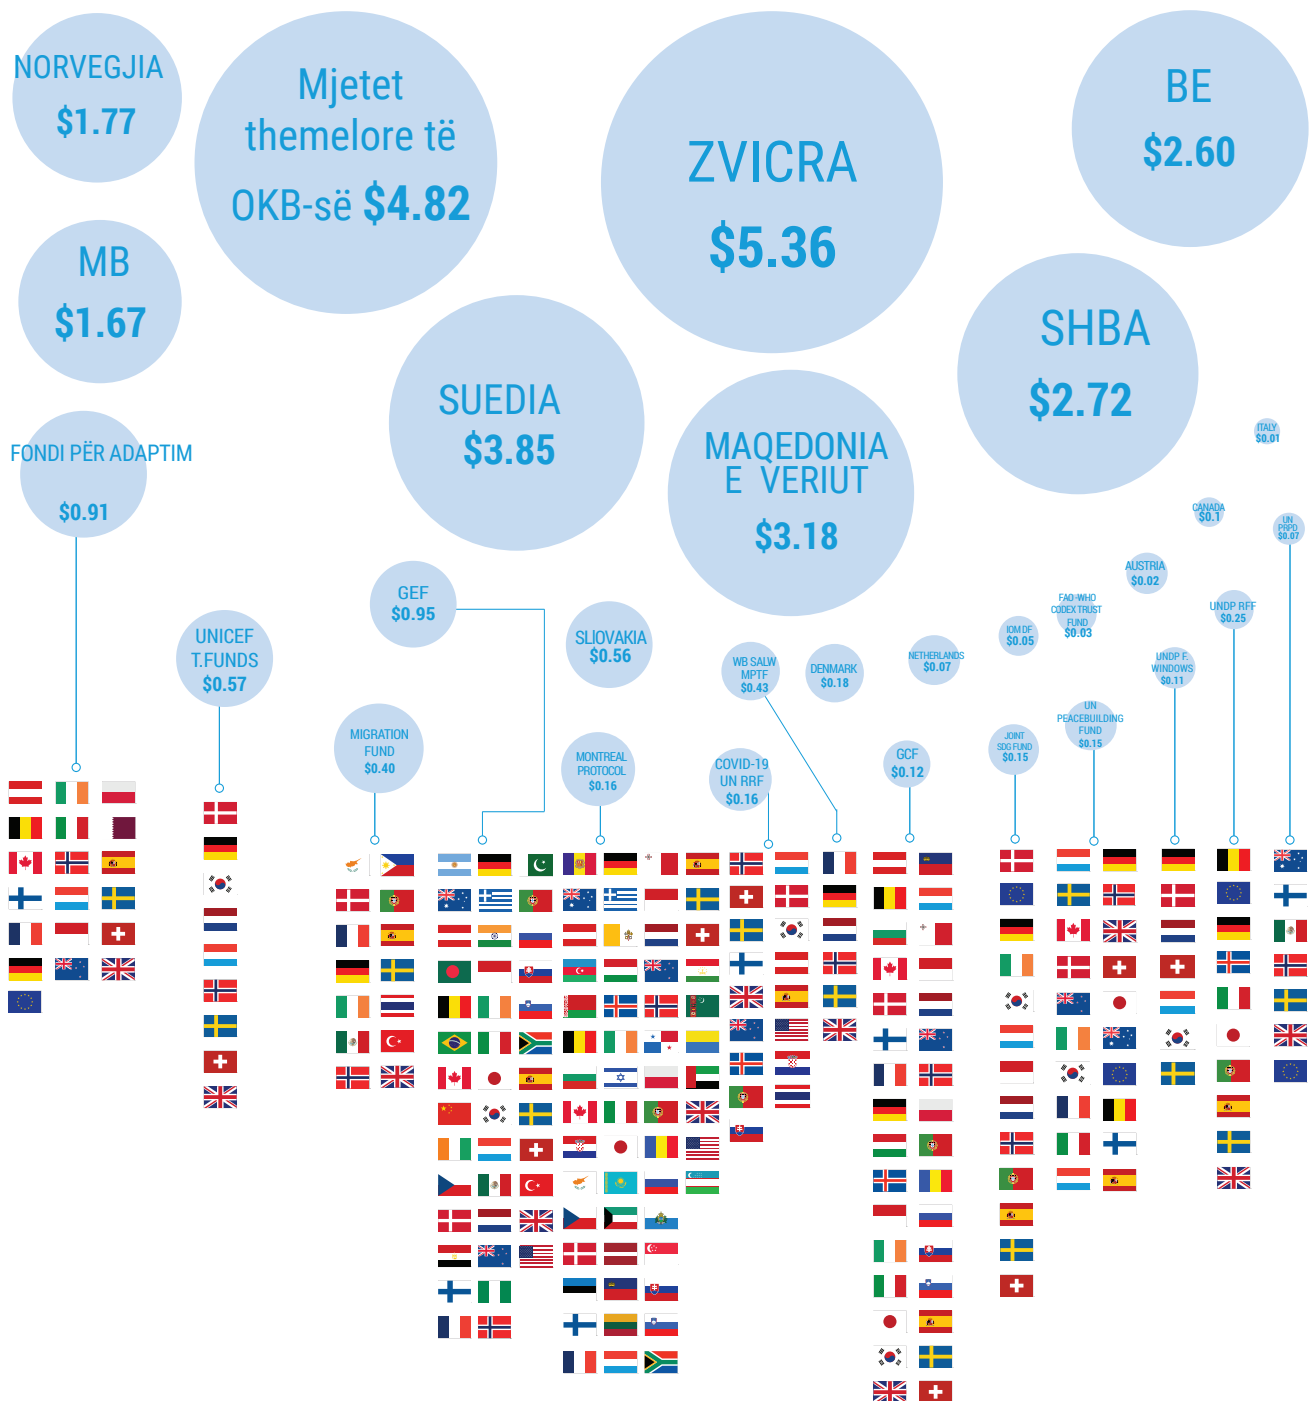 NORVEGJIA
$1.77
Mjetet
themelore të
OKB-së $4.82
ZVICRA
$5.36
BE
$2.60
MB
$1.67
SUEDIA
$3.85
SHBA
$2.72
MAQEDONIA
E VERIUT
$3.18
FONDI PËR ADAPTIM
$0.91
ITALY
$0.01
CANADA
$0.1
UN
PRPD
$0.07
AUSTRIA
$0.02
GEF
$0.95
UNICEF
T.FUNDS
$0.57
SLIOVAKIA
$0.56
WB SALW
MPTF
$0.43
DENMARK
$0.18
NETHERLANDS
$0.07
IOM DF
$0.05
FAO-WHO
CODEX TRUST
FUND
$0.03
UNDP RFF
$0.25
UNDP F.
WINDOWS
$0.11
MIGRATION
FUND
$0.40
MONTREAL
PROTOCOL
$0.16
COVID-19
UN RRF
$0.16
GCF
$0.12
JOINT
SDG FUND
$0.15
UN
PEACEBUILDING
FUND
$0.15